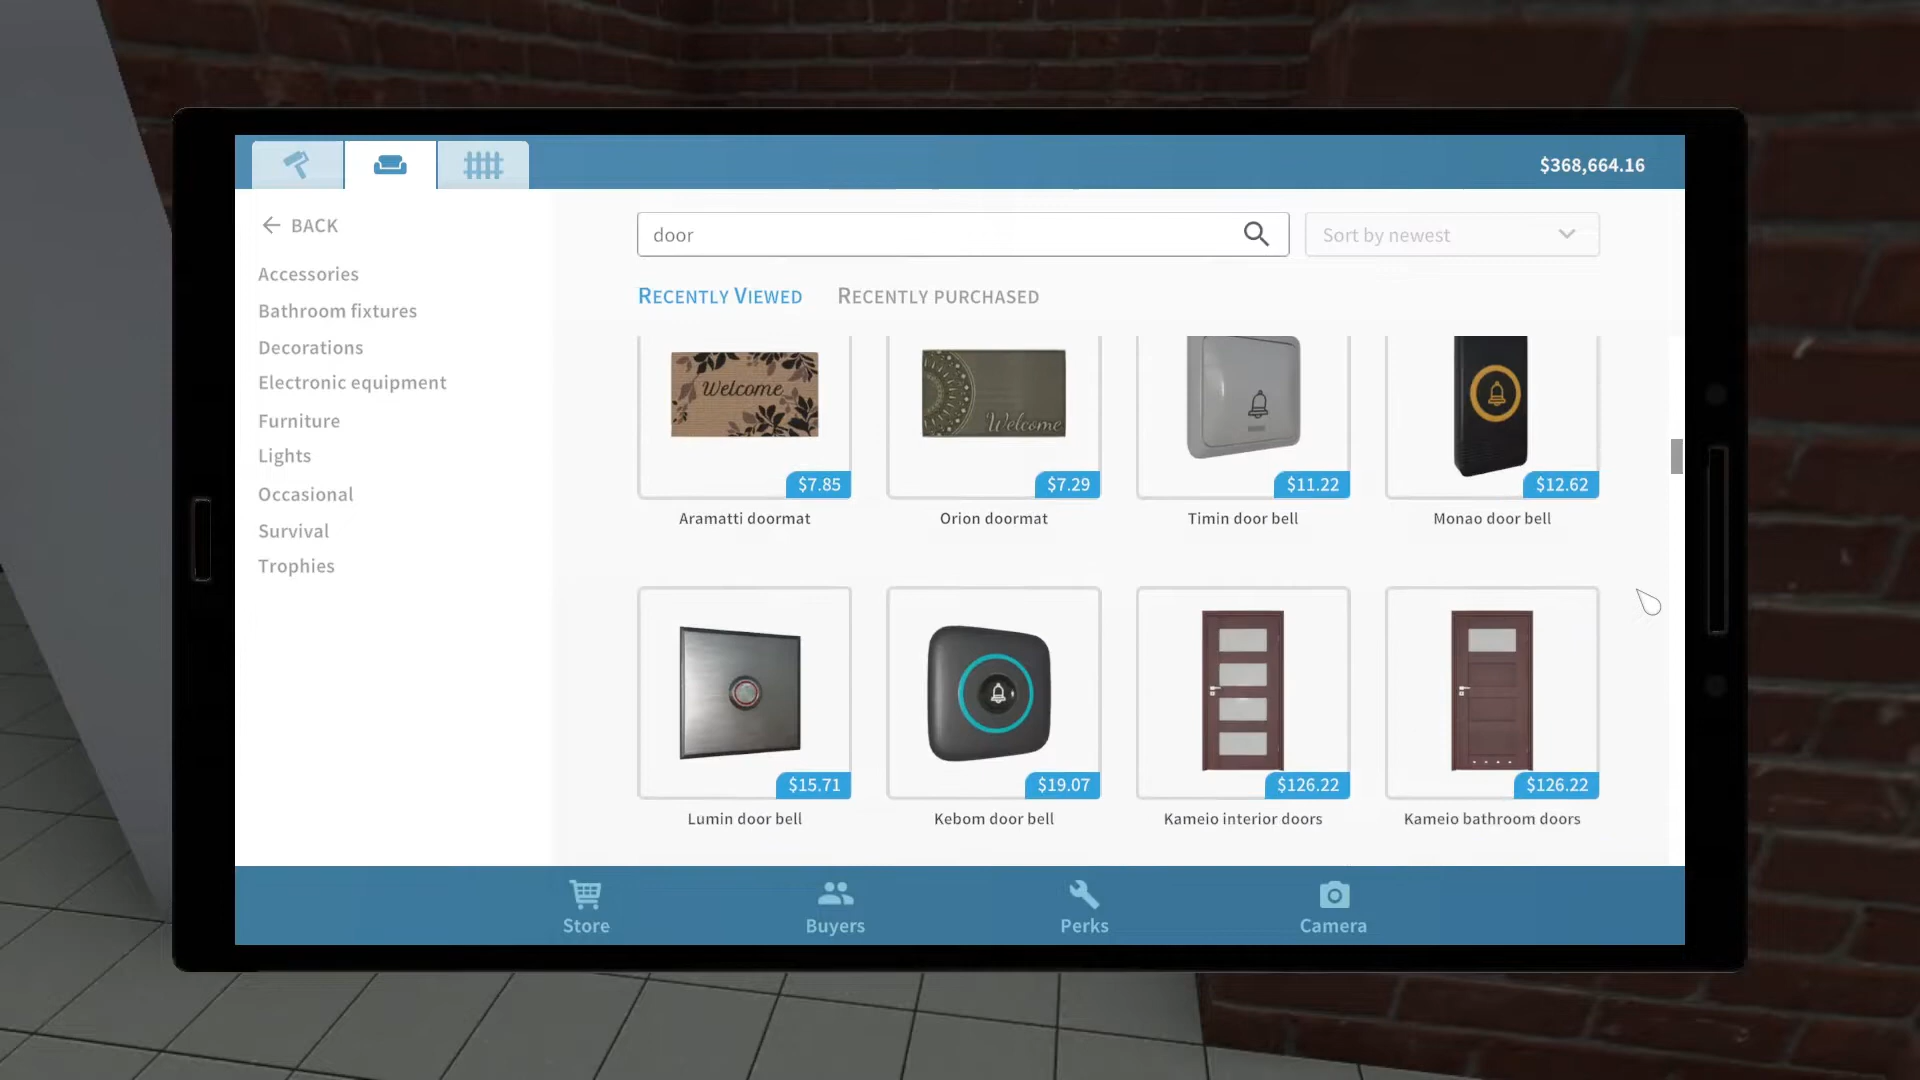 $368,664.16
BACK
door
Sort by newest
RECENTLY VIEWED
RECENTLY PURCHASED
Accessories
Bathroom fixtures
Decorations
Electronic equipment
Furniture
Lights
Occasional
Survival
Trophies
Welcome
Welcome
$7.85
$7.29
$11.22
$12.62
Aramatti doormat
Orion doormat
Timin door bell
Monao door bell
$15.71
$19.07
$126.22
$126.22
Lumin door bell
Kebom door bell
Kameio interior doors
Kameio bathroom doors
Store
Buyers
Perks
Camera